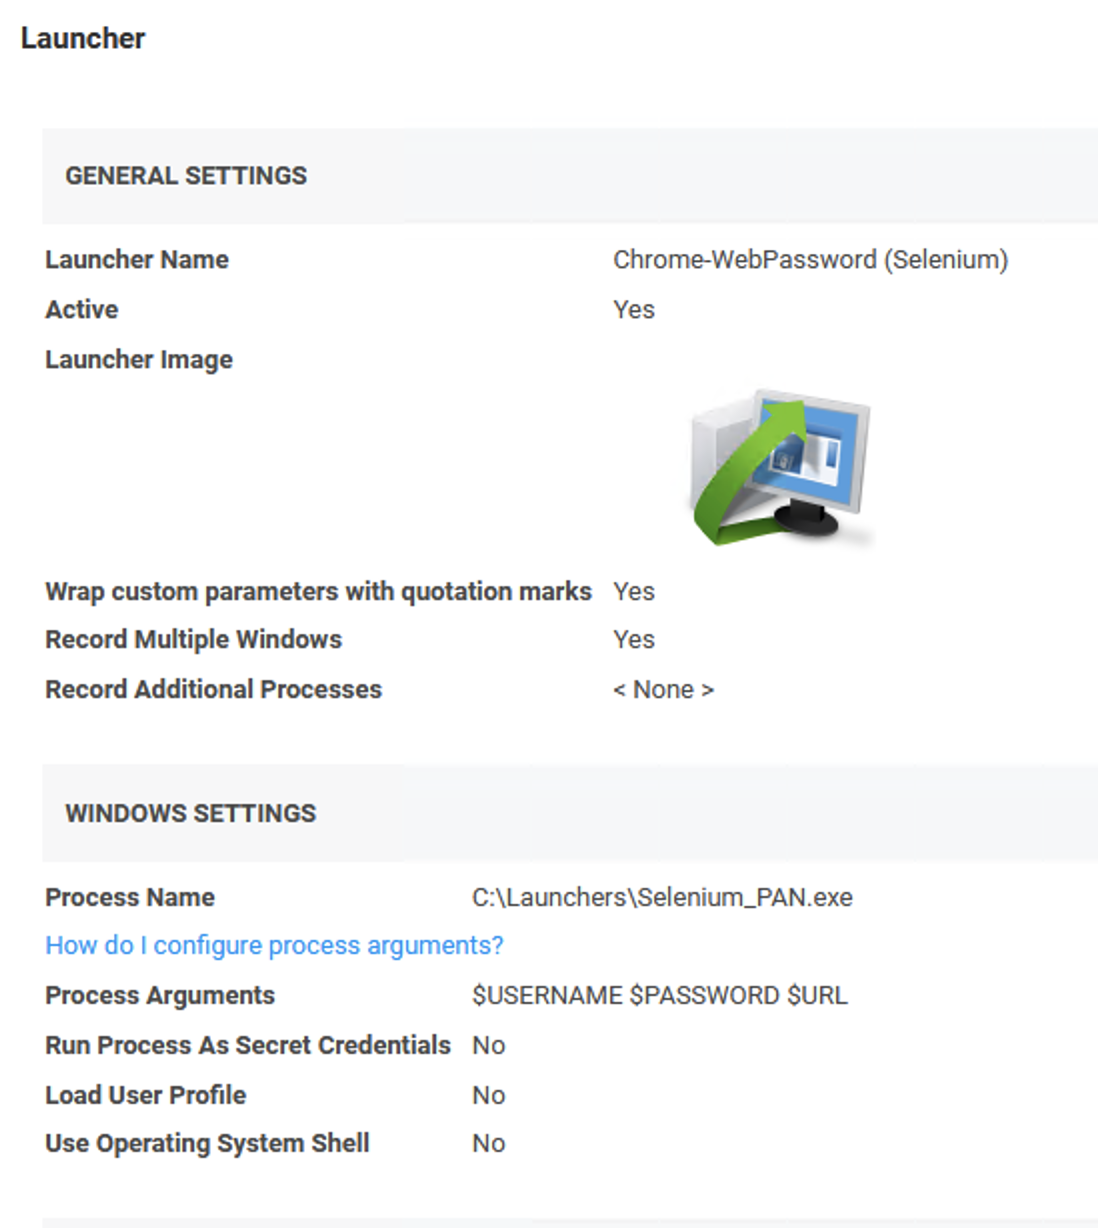 Launcher
GENERAL SETTINGS
Launcher Name Chrome-WebPassword (Selenium)
Active Yes
Launcher Image
Wrap custom parameters with quotation marks Yes
Record Multiple Windows Yes
Record Additional Processes < None >
WINDOWS SETTINGS
Process Name C:\Launchers\Selenium_PAN.exe
How do I configure process arguments?
Process Arguments $USERNAME $PASSWORD $URL
Run Process As Secret Credentials No
Load User Profile No
Use Operating System Shell No